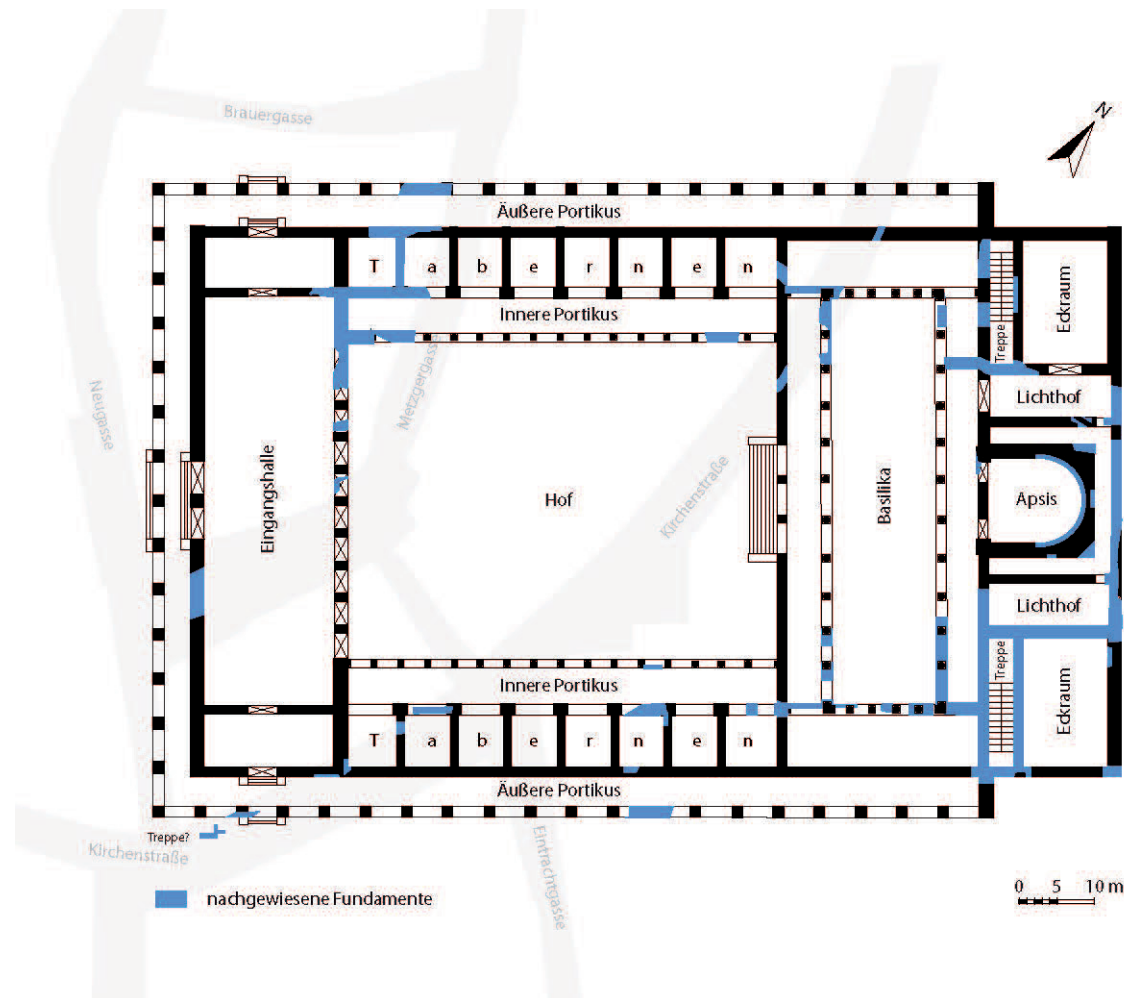 Brauergasse
N
Äußere Portikus
T a b e r n e n
Innere Portikus
Treppe
Eckraum
Metzgergasse
Neugasse
Lichthof
Eingangshalle
Hof
Kirchenstraße
Basilika
Apsis
Lichthof
Innere Portikus
Treppe
Eckraum
T a b e r n e n
Äußere Portikus
Treppe?
Kirchenstraße
Eintrachtgasse
nachgewiesene Fundamente
0 5 10 m